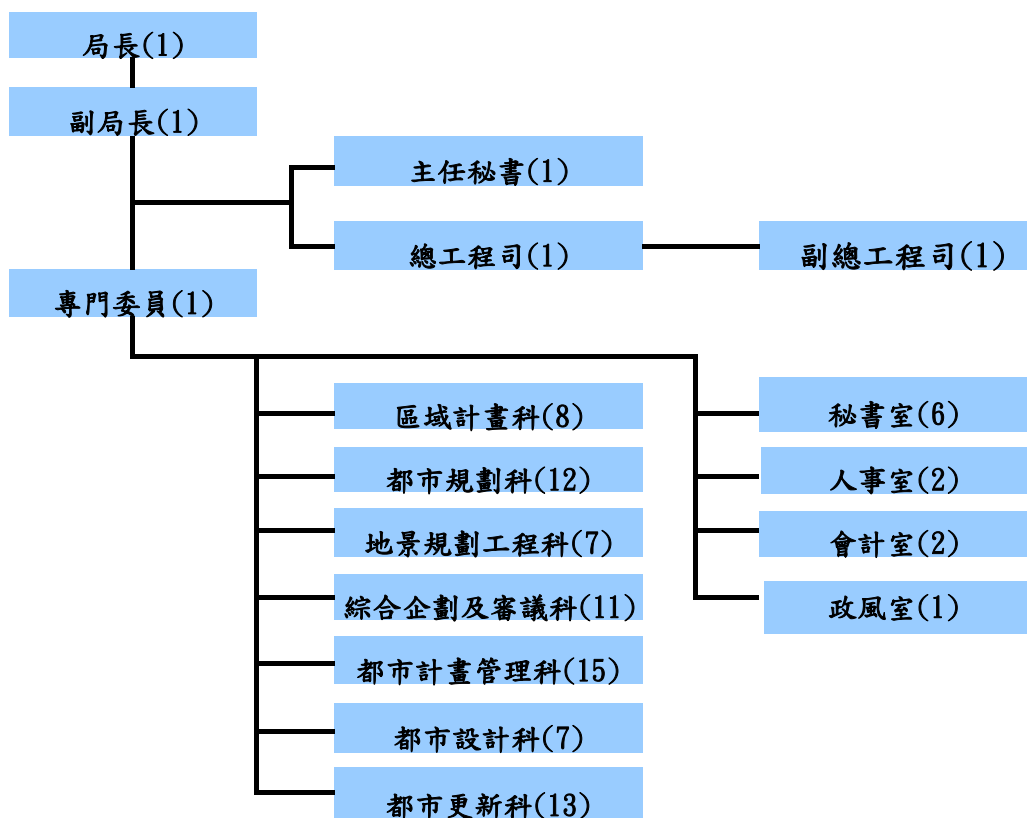 局長(1)
副局長(1)
主任秘書(1)
總工程司(1)
副總工程司(1)
專門委員(1)
區域計畫科(8)
都市規劃科(12)
地景規劃工程科(7)
綜合企劃及審議科(11)
都市計畫管理科(15)
都市設計科(7)
都市更新科(13)
秘書室(6)
人事室(2)
會計室(2)
政風室(1)